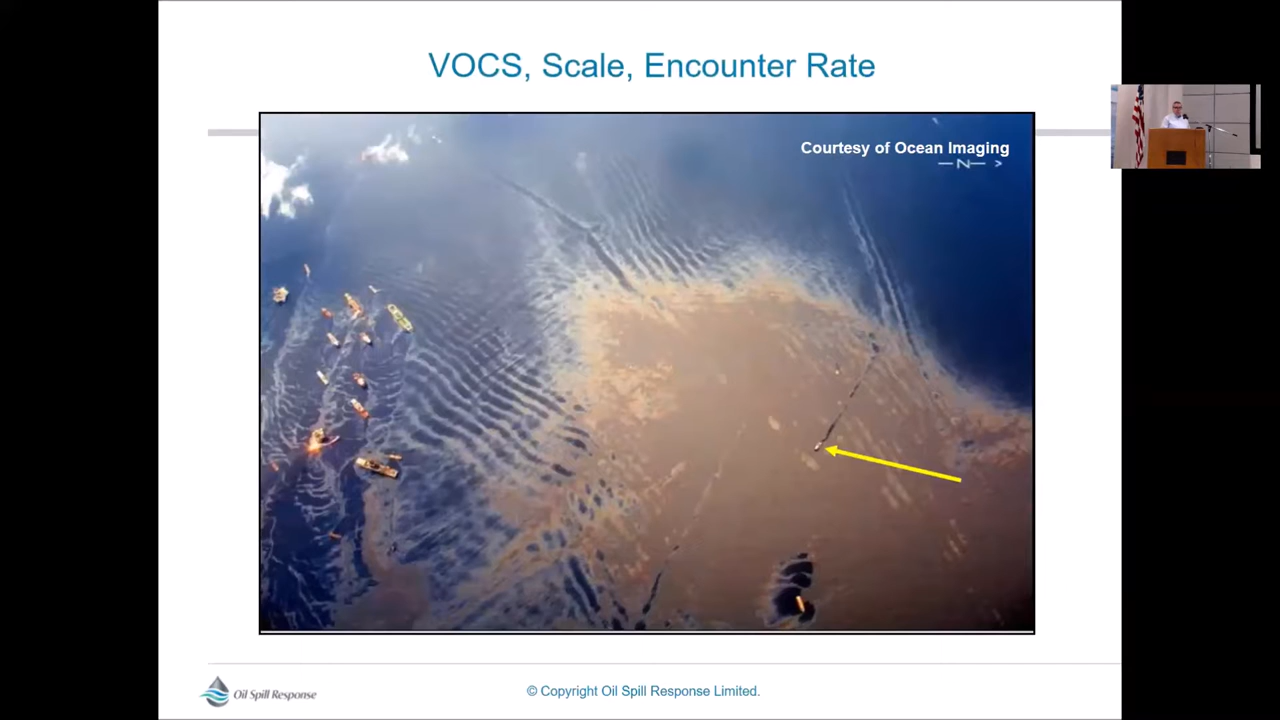 VOCS, Scale, Encounter Rate
Courtesy of Ocean Imaging
—N— >
Oil Spill Response
© Copyright Oil Spill Response Limited.